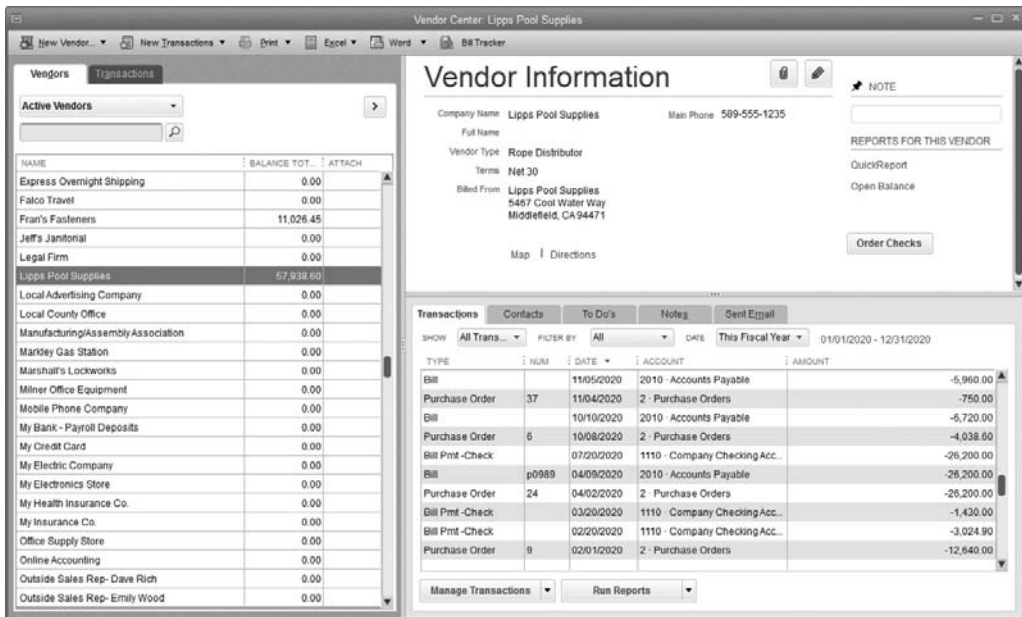 Vendor Center: Lipps Pool Supplies
New Vendor... New Transactions Print Excel Word Bill Tracker
Vendors Transactions
Active Vendors
NAME BALANCE TOT... ATTACH
Express Overnight Shipping 0.00
Falco Travel 0.00
Fran's Fasteners 11,026.45
Jeff's Janitorial 0.00
Legal Firm 0.00
Lipps Pool Supplies 57,938.60
Local Advertising Company 0.00
Local County Office 0.00
Manufacturing/Assembly Association 0.00
Markley Gas Station 0.00
Marshall's Lockworks 0.00
Milner Office Equipment 0.00
Mobile Phone Company 0.00
My Bank - Payroll Deposits 0.00
My Credit Card 0.00
My Electric Company 0.00
My Electronics Store 0.00
My Health Insurance Co. 0.00
My Insurance Co. 0.00
Office Supply Store 0.00
Online Accounting 0.00
Outside Sales Rep- Dave Rich 0.00
Outside Sales Rep- Emily Wood 0.00
Vendor Information
Company Name Lipps Pool Supplies Main Phone 589-555-1235
Full Name
Vendor Type Rope Distributor
Terms Net 30
Billed From Lipps Pool Supplies
5467 Cool Water Way
Middlefield, CA 94471
Map | Directions
NOTE
REPORTS FOR THIS VENDOR
QuickReport
Open Balance
Order Checks
Transactions Contacts To Do's Notes Sent Email
SHOW All Trans... FILTER BY All DATE This Fiscal Year 01/01/2020 - 12/31/2020
TYPE NUM DATE ACCOUNT AMOUNT
Bill 11/05/2020 2010 · Accounts Payable -5,960.00
Purchase Order 37 11/04/2020 2 · Purchase Orders -750.00
Bill 10/10/2020 2010 · Accounts Payable -6,720.00
Purchase Order 6 10/08/2020 2 · Purchase Orders -4,038.60
Bill Pmt -Check 07/20/2020 1110 · Company Checking Acc... -26,200.00
Bill p0989 04/09/2020 2010 · Accounts Payable -26,200.00
Purchase Order 24 04/02/2020 2 · Purchase Orders -26,200.00
Bill Pmt -Check 03/20/2020 1110 · Company Checking Acc... -1,430.00
Bill Pmt -Check 02/20/2020 1110 · Company Checking Acc... -3,024.90
Purchase Order 9 02/01/2020 2 · Purchase Orders -12,640.00
Manage Transactions Run Reports